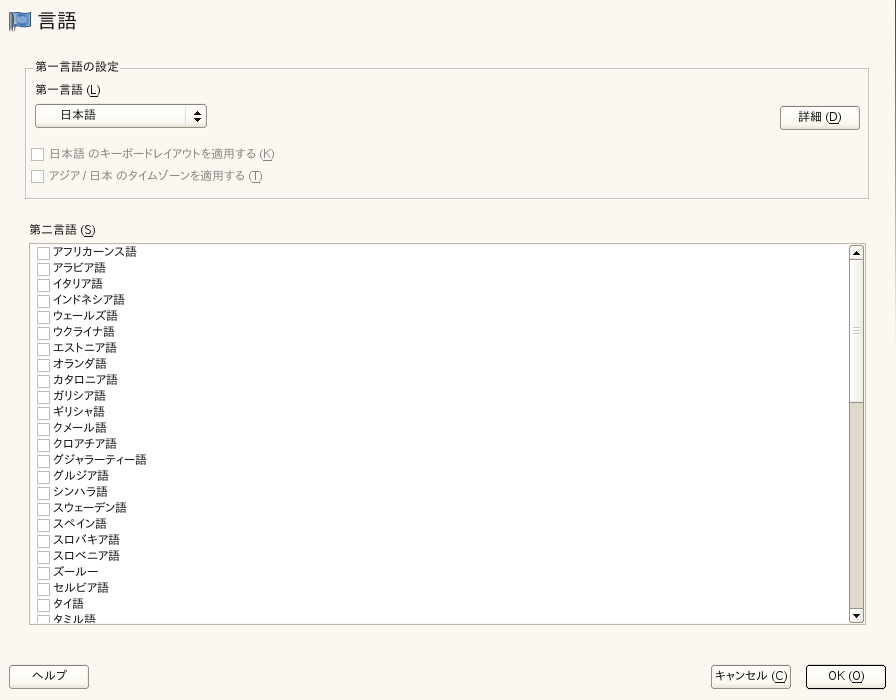 言語
第一言語の設定
第一言語 (L)
日本語
詳細 (D)
日本語 のキーボードレイアウトを適用する (K)
アジア / 日本 のタイムゾーンを適用する (T)
第二言語 (S)
アフリカーンス語
アラビア語
イタリア語
インドネシア語
ウェールズ語
ウクライナ語
エストニア語
オランダ語
カタロニア語
ガリシア語
ギリシャ語
クメール語
クロアチア語
グジャラーティー語
グルジア語
シンハラ語
スウェーデン語
スペイン語
スロバキア語
スロベニア語
ズールー
セルビア語
タイ語
タミル語
ヘルプ
キャンセル (C)
OK (O)